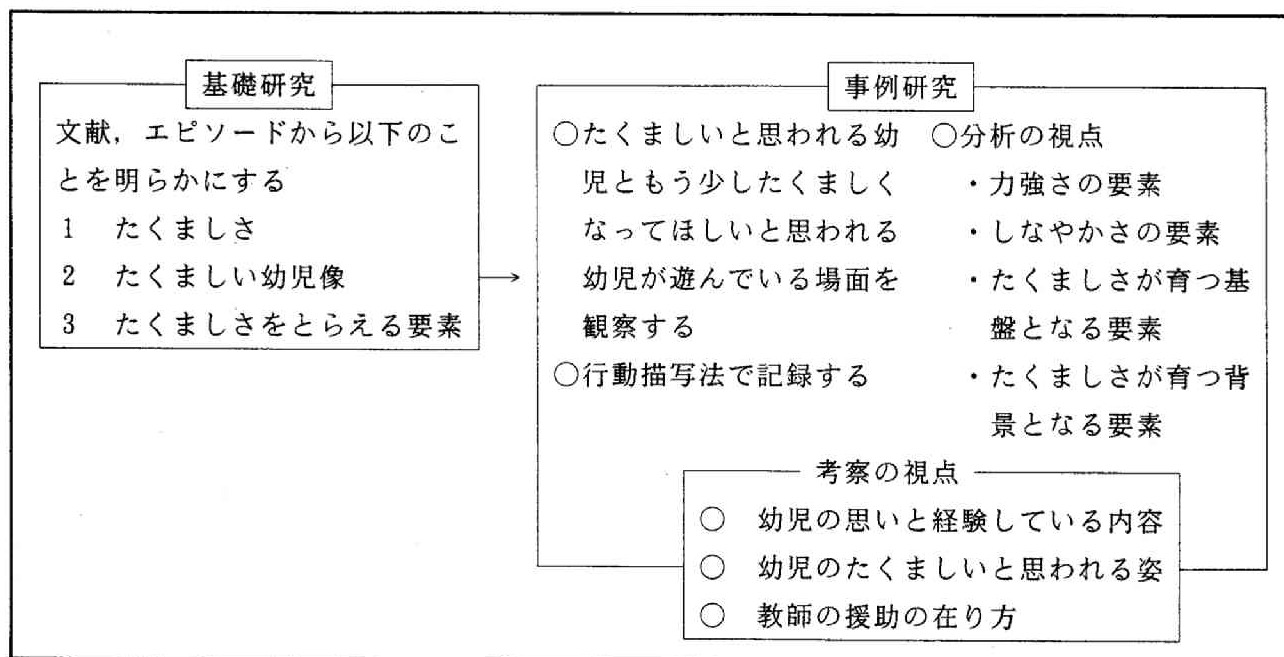 基礎研究
文献，エピソードから以下のこ
とを明らかにする
1　たくましさ
2　たくましい幼児像
3　たくましさをとらえる要素
事例研究
○たくましいと思われる幼
児ともう少したくましく
なってほしいと思われる
幼児が遊んでいる場面を
観察する
○行動描写法で記録する
○分析の視点
・力強さの要素
・しなやかさの要素
・たくましさが育つ基
盤となる要素
・たくましさが育つ背
景となる要素
考察の視点
○　幼児の思いと経験している内容
○　幼児のたくましいと思われる姿
○　教師の援助の在り方